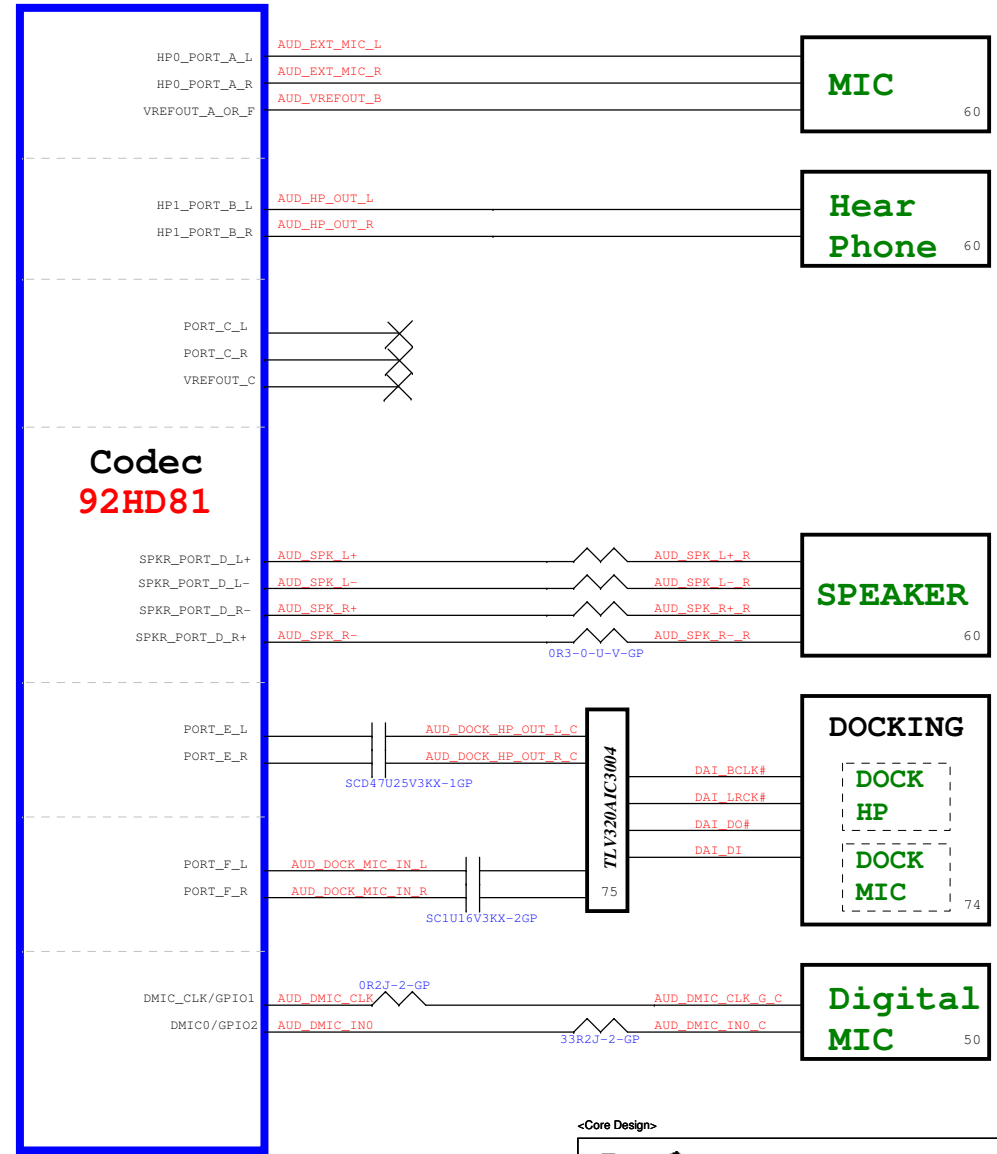 HP0_PORT_A_L AUD_EXT_MIC_L
HP0_PORT_A_R AUD_EXT_MIC_R
VREFOUT_A_OR_F AUD_VREFOUT_B
MIC
60
HP1_PORT_B_L AUD_HP_OUT_L
HP1_PORT_B_R AUD_HP_OUT_R
Hear
Phone 60
PORT_C_L
PORT_C_R
VREFOUT_C
Codec
92HD81
SPKR_PORT_D_L+ AUD_SPK_L+ AUD_SPK_L+_R
SPKR_PORT_D_L- AUD_SPK_L- AUD_SPK_L-_R
SPKR_PORT_D_R- AUD_SPK_R+ AUD_SPK_R+_R
SPKR_PORT_D_R+ AUD_SPK_R- AUD_SPK_R-_R
0R3-0-U-V-GP
SPEAKER
60
PORT_E_L AUD_DOCK_HP_OUT_L_C
PORT_E_R AUD_DOCK_HP_OUT_R_C
SCD47U25V3KX-1GP
PORT_F_L AUD_DOCK_MIC_IN_L
PORT_F_R AUD_DOCK_MIC_IN_R
SC1U16V3KX-2GP
TLV320AIC3004
75
DAI_BCLK#
DAI_LRCK#
DAI_DO#
DAI_DI
DOCKING
DOCK
HP
DOCK
MIC
74
0R2J-2-GP
DMIC_CLK/GPIO1 AUD_DMIC_CLK AUD_DMIC_CLK_G_C
DMIC0/GPIO2 AUD_DMIC_IN0 AUD_DMIC_IN0_C
33R2J-2-GP
Digital
MIC 50
<Core Design>